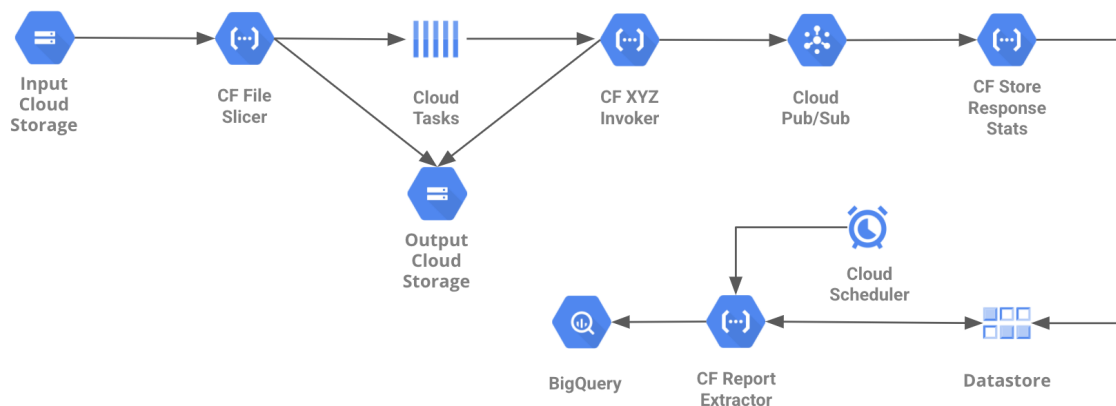 Input
Cloud
Storage
CF File
Slicer
Cloud
Tasks
CF XYZ
Invoker
Cloud
Pub/Sub
CF Store
Response
Stats
Output
Cloud
Storage
Cloud
Scheduler
BigQuery
CF Report
Extractor
Datastore